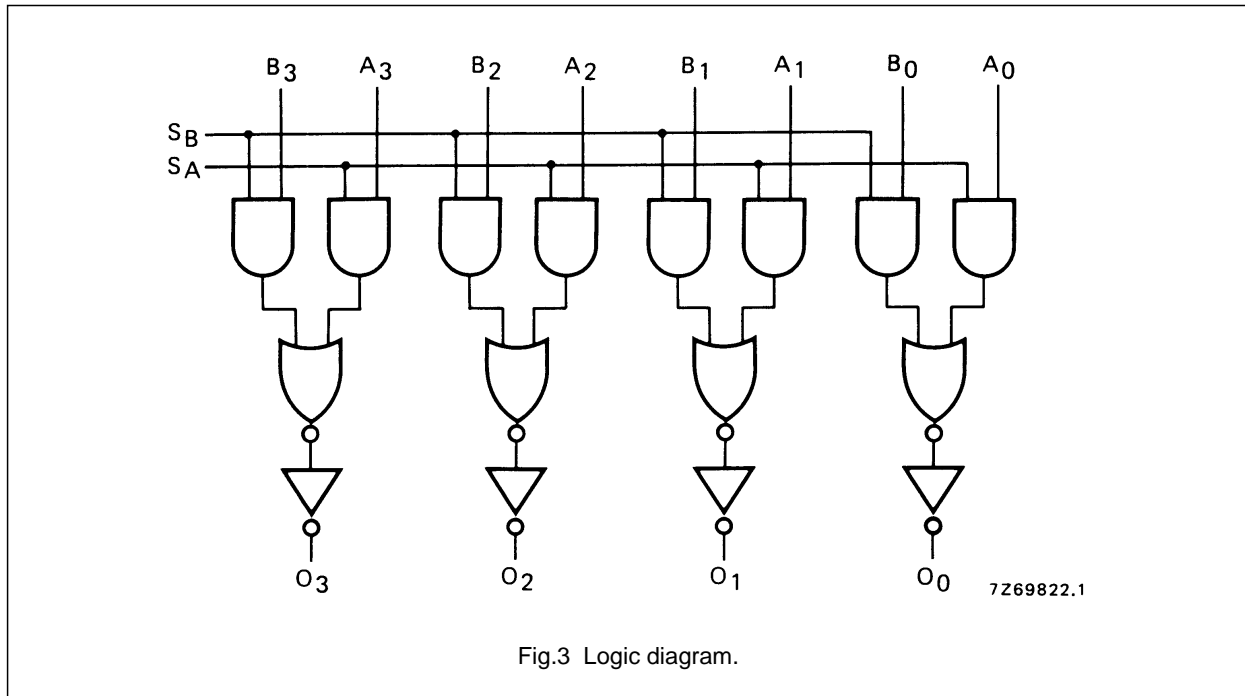 B3 A3 B2 A2 B1 A1 B0 A0
SB
SA
O3 O2 O1 O0
7Z69822.1
Fig.3 Logic diagram.